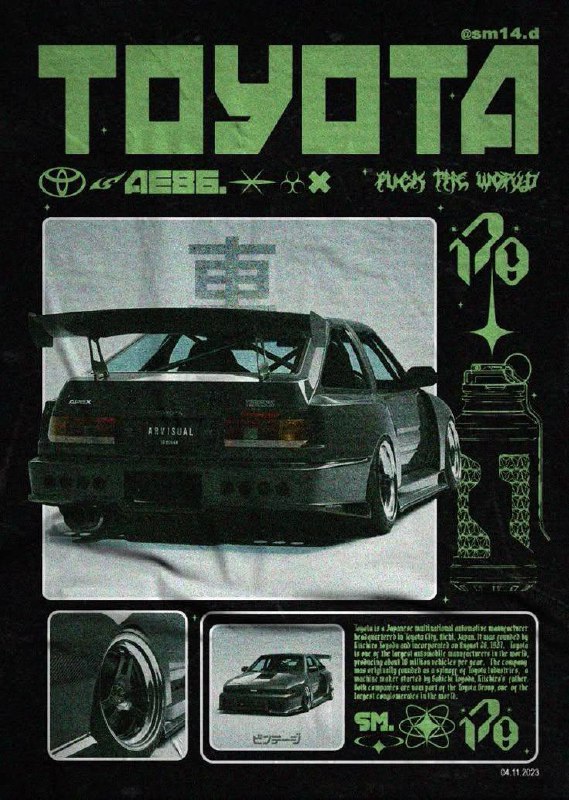 @sm14.d
TOYOTA
AE86.
FUCK THE WORLD
車
APEX
ARVISUAL
Toyota is a Japanese multinational automotive manufacturer
headquartered in Toyota City, Aichi, Japan. It was founded by
Kiichiro Toyoda and incorporated on August 28, 1937. Toyota
is one of the largest automobile manufacturers in the world,
producing about 10 million vehicles per year. The company
was originally founded as a spinoff of Toyota Industries, a
machine maker started by Sakichi Toyoda, Kiichiro's father.
Both companies are now part of the Toyota Group, one of the
largest conglomerates in the world.
ビンテージ
SM.
04.11.2023